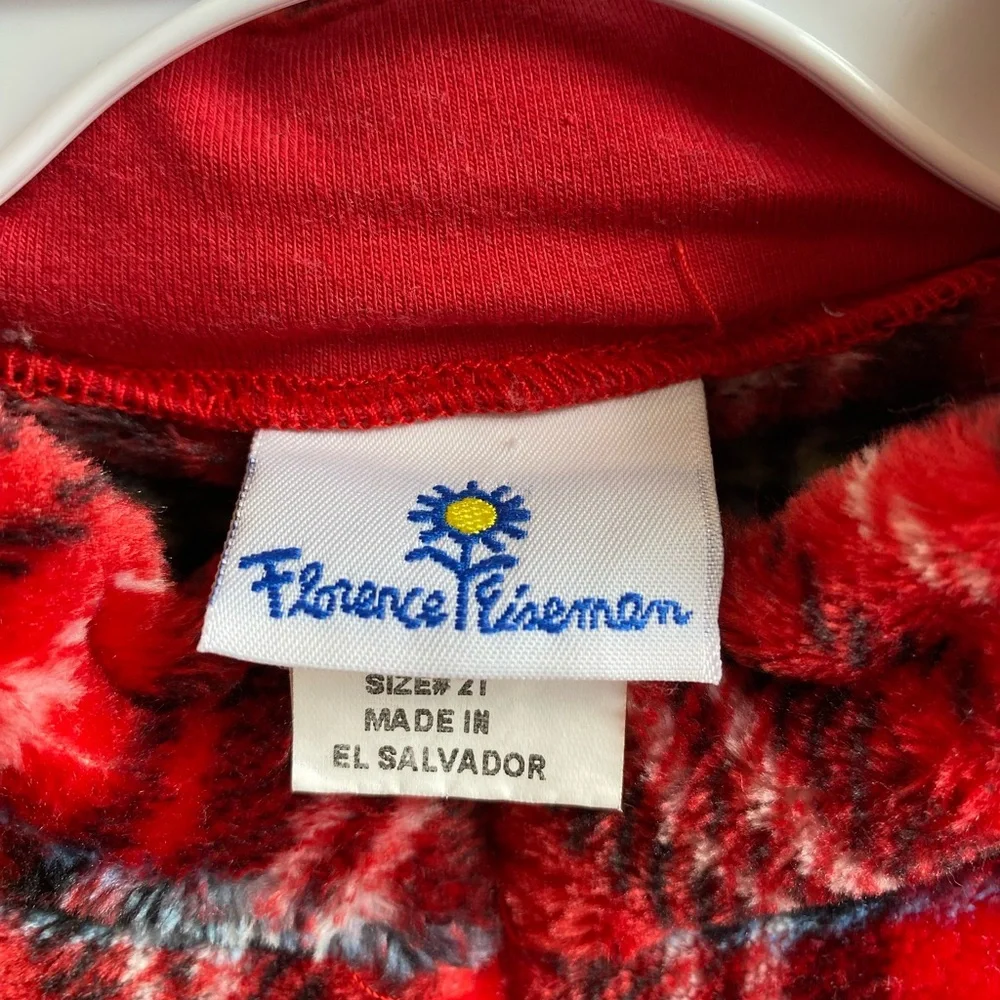 Florence Eiseman
SIZE# 2T
MADE IN
EL SALVADOR